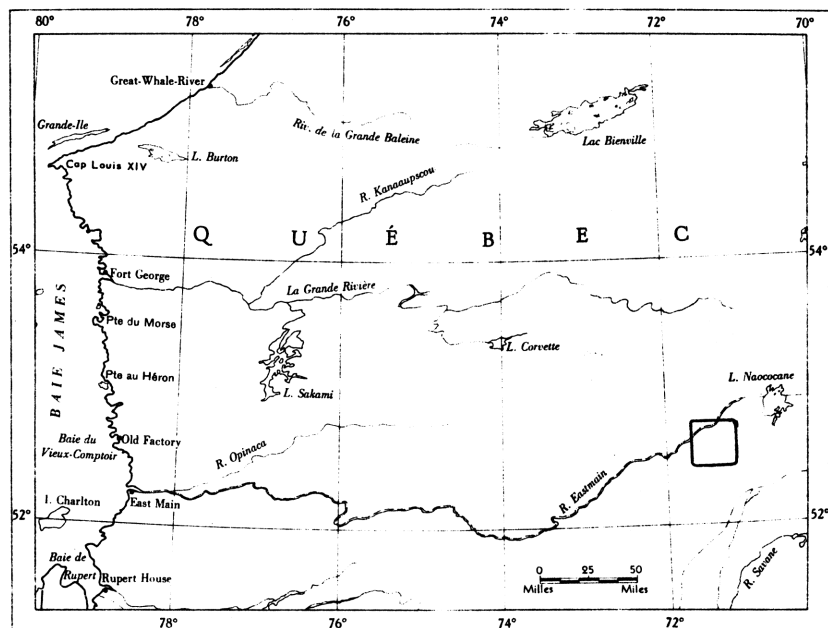 80° 78° 76° 74° 72° 70°
Great-Whale-River
Grande-Ile
Riv. de la Grande Baleine
Lac Bienville
L. Burton
Cap Louis XIV
R. Kanaaupscou
QUÉBEC
54° 54°
Fort George
La Grande Rivière
BAIE JAMES
Pte du Morse
L. Corvette
Pte au Héron
L. Sakami
L. Naococane
Baie du
Vieux-Comptoir
Old Factory
R. Opinaca
R. Eastmain
I. Charlton
East Main
52° 52°
Baie de
Rupert
Rupert House
R. Savane
0 25 50
Milles Miles
78° 76° 74° 72°